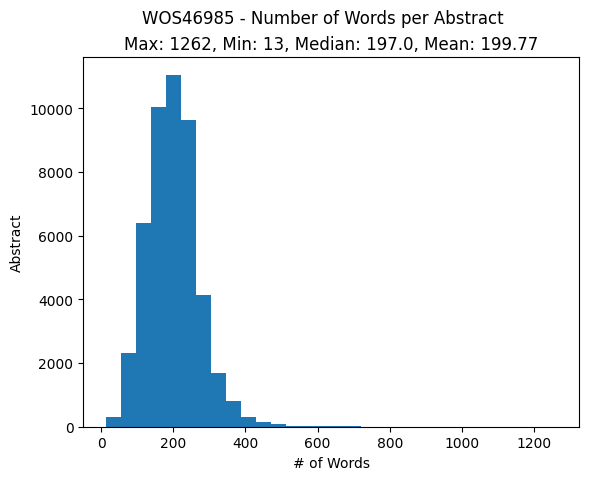 WOS46985 - Number of Words per Abstract
Max: 1262, Min: 13, Median: 197.0, Mean: 199.77
10000
8000
6000
4000
2000
0
Abstract
0 200 400 600 800 1000 1200
# of Words